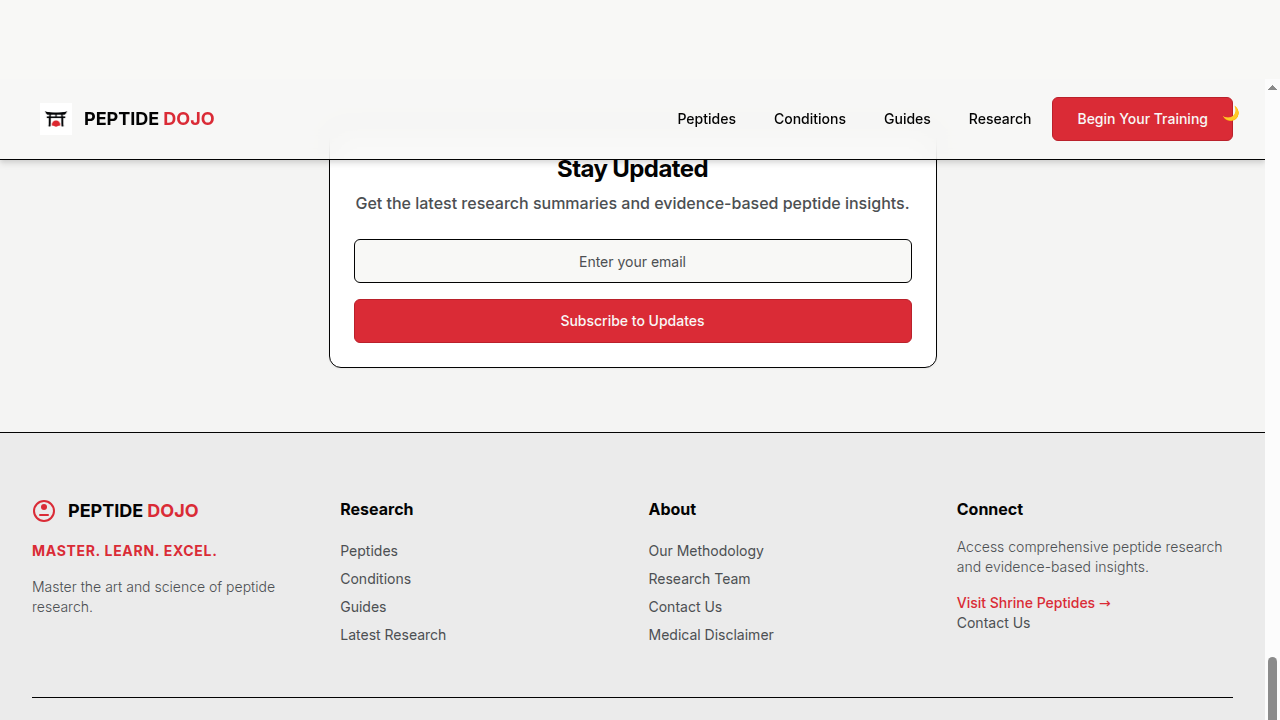 PEPTIDE DOJO
Peptides
Conditions
Guides
Research
Begin Your Training
Stay Updated
Get the latest research summaries and evidence-based peptide insights.
Enter your email
Subscribe to Updates
PEPTIDE DOJO
MASTER. LEARN. EXCEL.
Master the art and science of peptide
research.
Research
Peptides
Conditions
Guides
Latest Research
About
Our Methodology
Research Team
Contact Us
Medical Disclaimer
Connect
Access comprehensive peptide research
and evidence-based insights.
Visit Shrine Peptides →
Contact Us